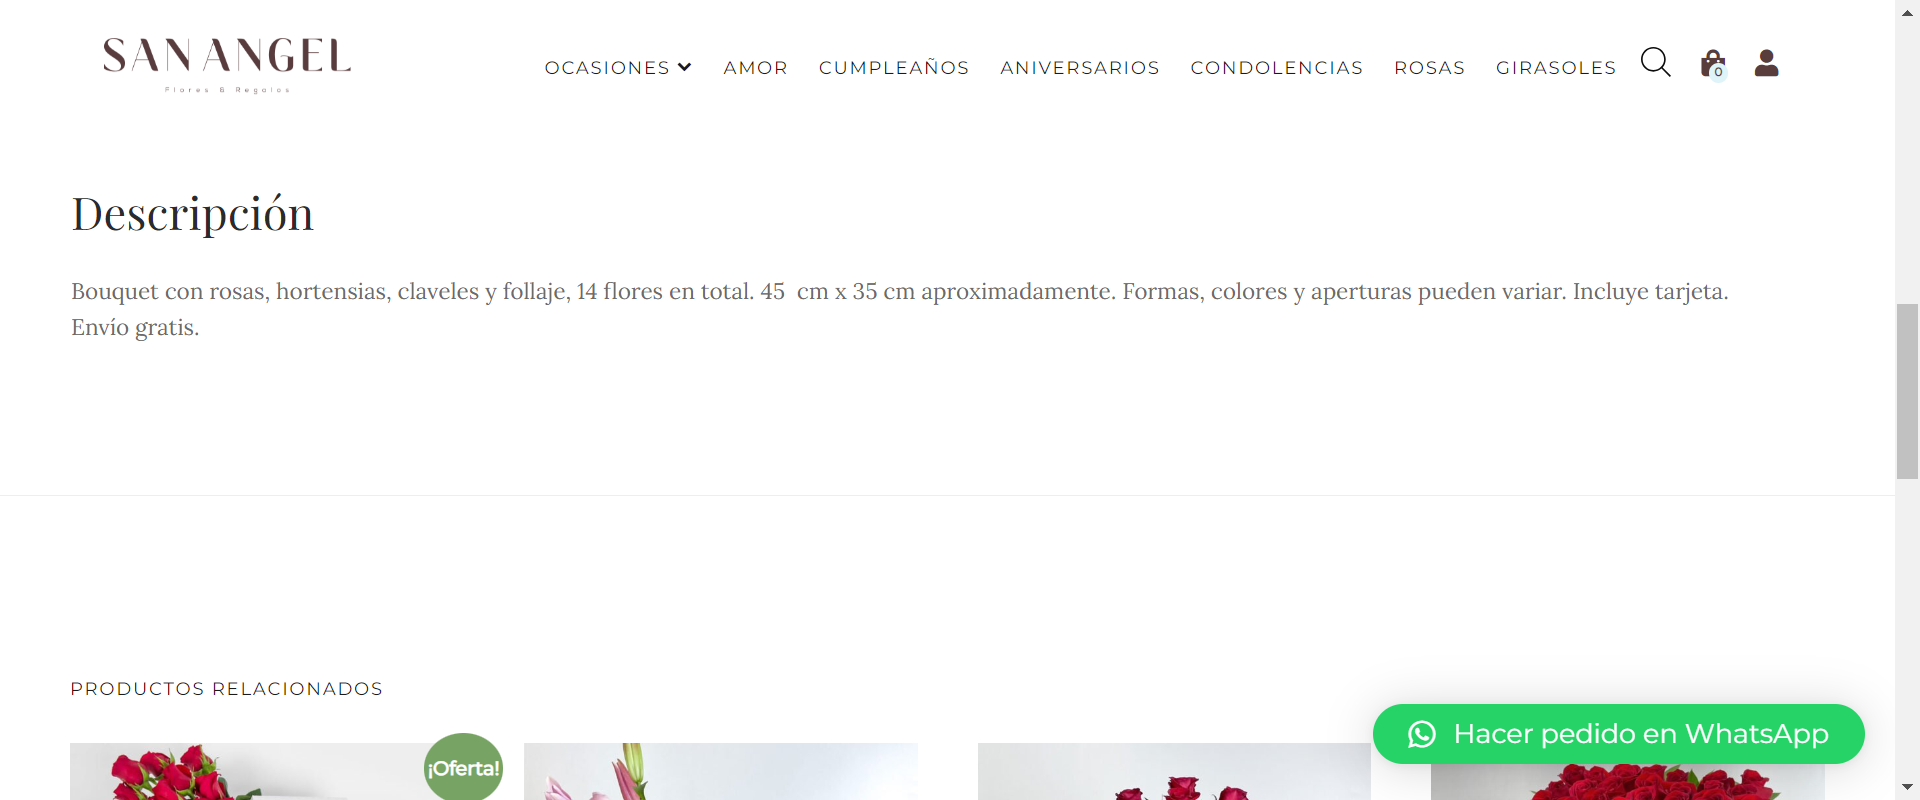 SAN ANGEL
Flores & Regalos
OCASIONES
AMOR
CUMPLEAÑOS
ANIVERSARIOS
CONDOLENCIAS
ROSAS
GIRASOLES
0
Descripción
Bouquet con rosas, hortensias, claveles y follaje, 14 flores en total. 45  cm x 35 cm aproximadamente. Formas, colores y aperturas pueden variar. Incluye tarjeta.
Envío gratis.
PRODUCTOS RELACIONADOS
¡Oferta!
Hacer pedido en WhatsApp